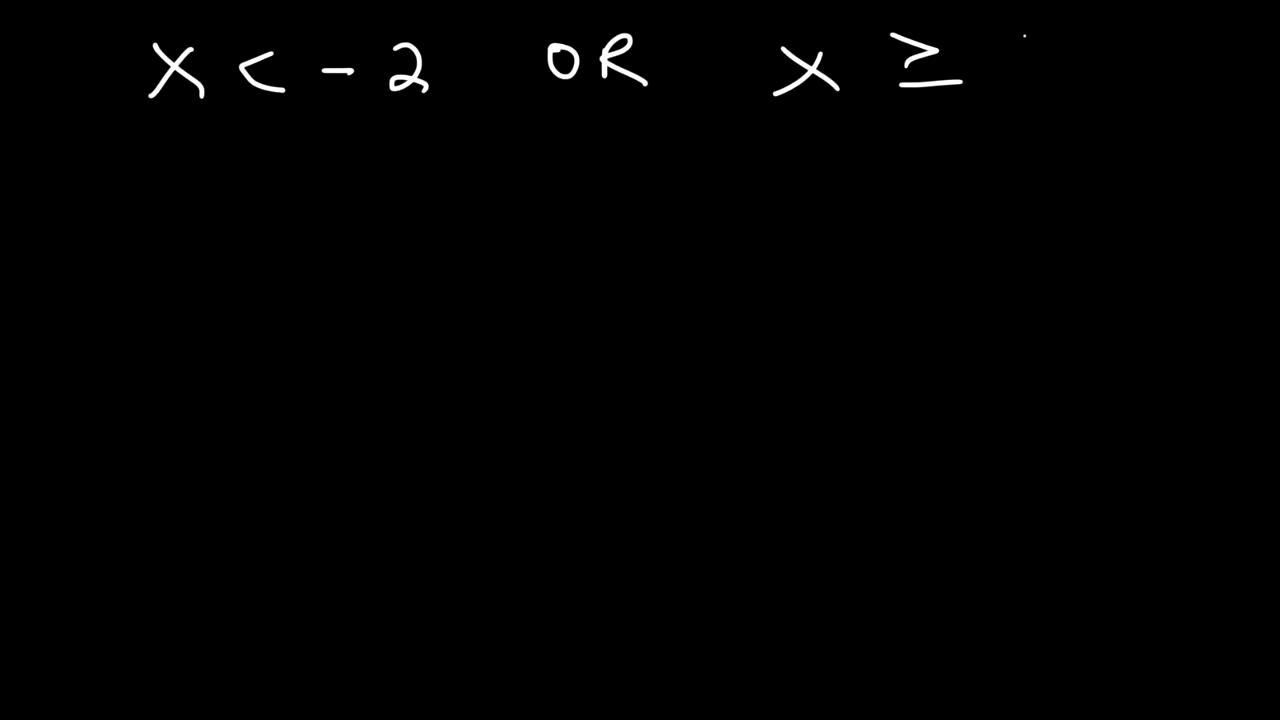 x < - 2 OR x ≥